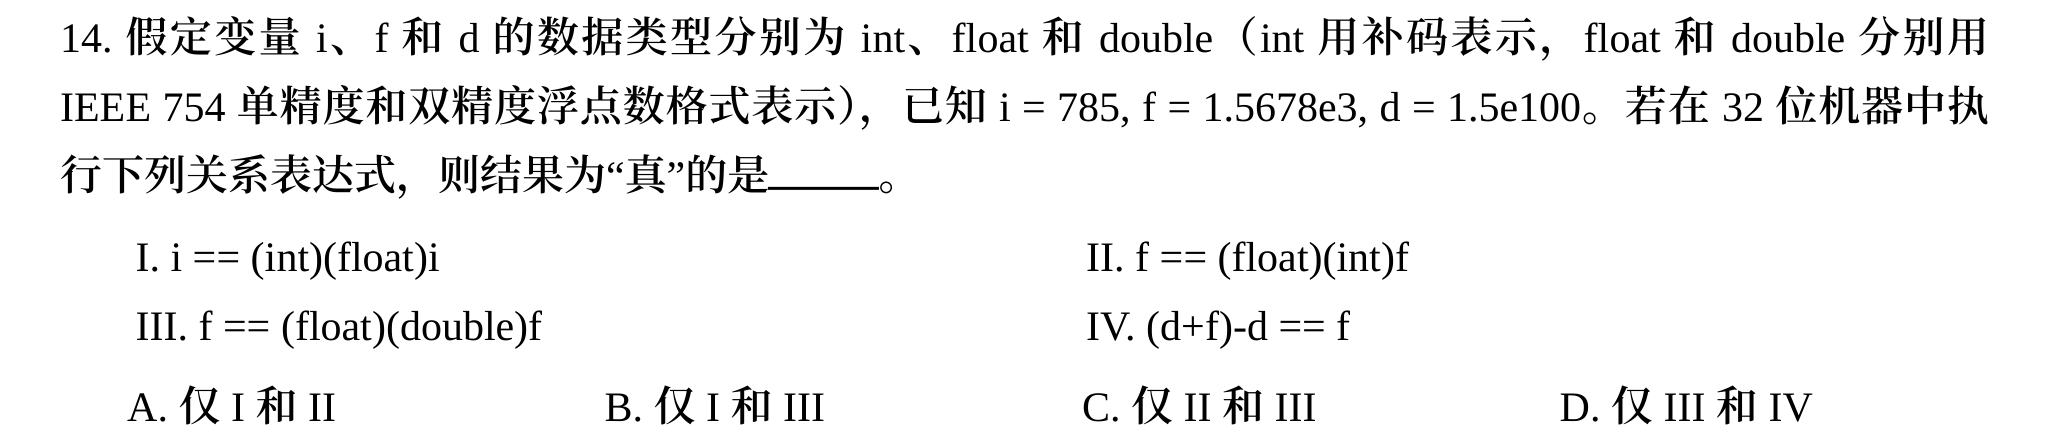 14. 假定变量 i、f 和 d 的数据类型分别为 int、float 和 double（int 用补码表示，float 和 double 分别用
IEEE 754 单精度和双精度浮点数格式表示），已知 i = 785, f = 1.5678e3, d = 1.5e100。若在 32 位机器中执
行下列关系表达式，则结果为“真”的是_____。
I. i == (int)(float)i II. f == (float)(int)f
III. f == (float)(double)f IV. (d+f)-d == f
A. 仅 I 和 II B. 仅 I 和 III C. 仅 II 和 III D. 仅 III 和 IV